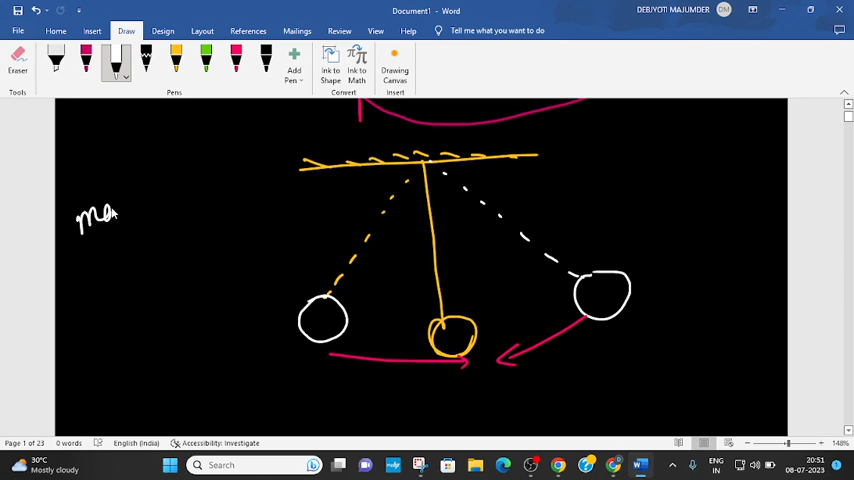 Document1 - Word
DEBJYOTI MAJUMDER DM
File Home Insert Draw Design Layout References Mailings Review View Help Tell me what you want to do
Eraser
Add Pen
Ink to Shape
Ink to Math
Drawing Canvas
Tools
Pens
Convert
Insert
Page 1 of 23 0 words English (India) Accessibility: Investigate 148%
30°C
Mostly cloudy
Search
ENG
IN
20:51
08-07-2023